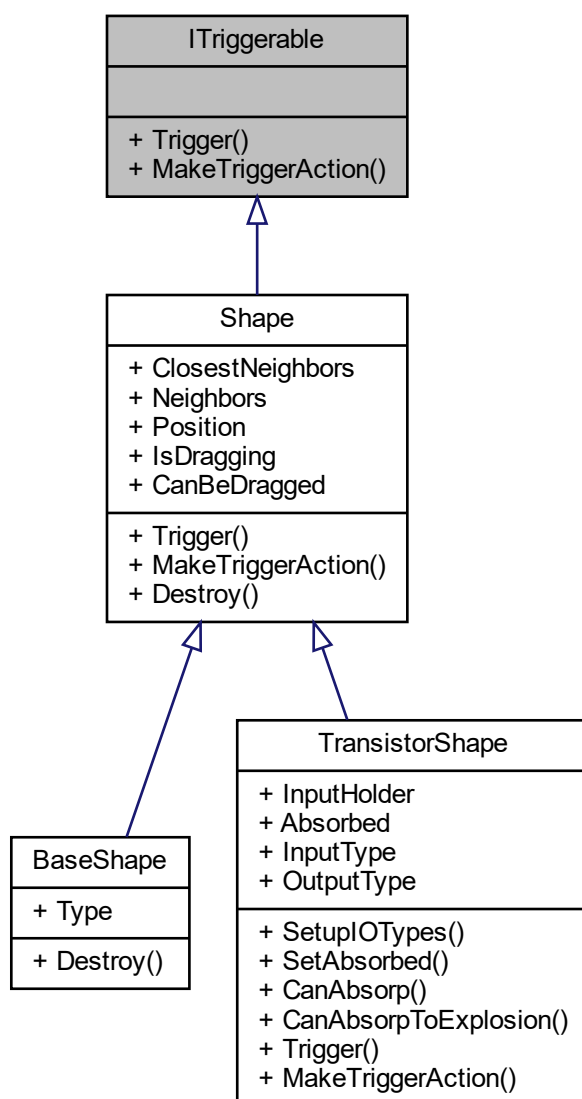 ITriggerable
+ Trigger()
+ MakeTriggerAction()
Shape
+ ClosestNeighbors
+ Neighbors
+ Position
+ IsDragging
+ CanBeDragged
+ Trigger()
+ MakeTriggerAction()
+ Destroy()
BaseShape
+ Type
+ Destroy()
TransistorShape
+ InputHolder
+ Absorbed
+ InputType
+ OutputType
+ SetupIOTypes()
+ SetAbsorbed()
+ CanAbsorp()
+ CanAbsorpToExplosion()
+ Trigger()
+ MakeTriggerAction()